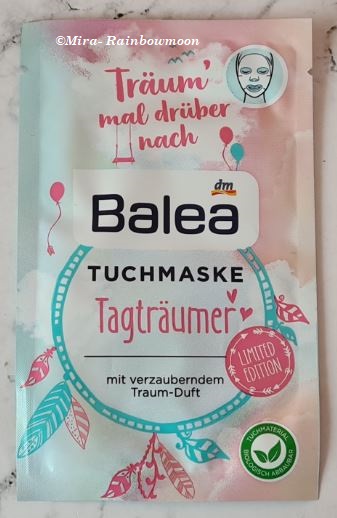 ©Mira- Rainbowmoon
Träum'
mal drüber
nach
dm
Balea
TUCHMASKE
Tagträumer
LIMITED
EDITION
mit verzauberndem
Traum-Duft
TUCHMATERIAL
BIOLOGISCH ABBAUBAR